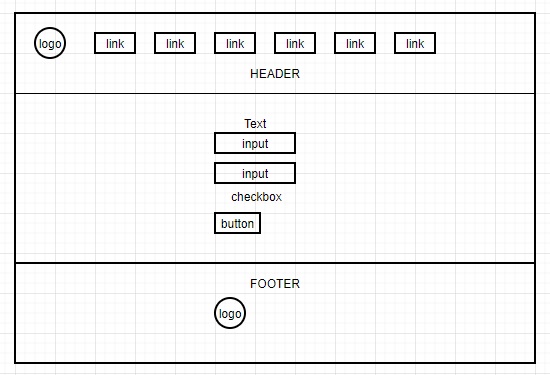 logo link link link link link link
HEADER
Text
input
input
checkbox
button
FOOTER
logo